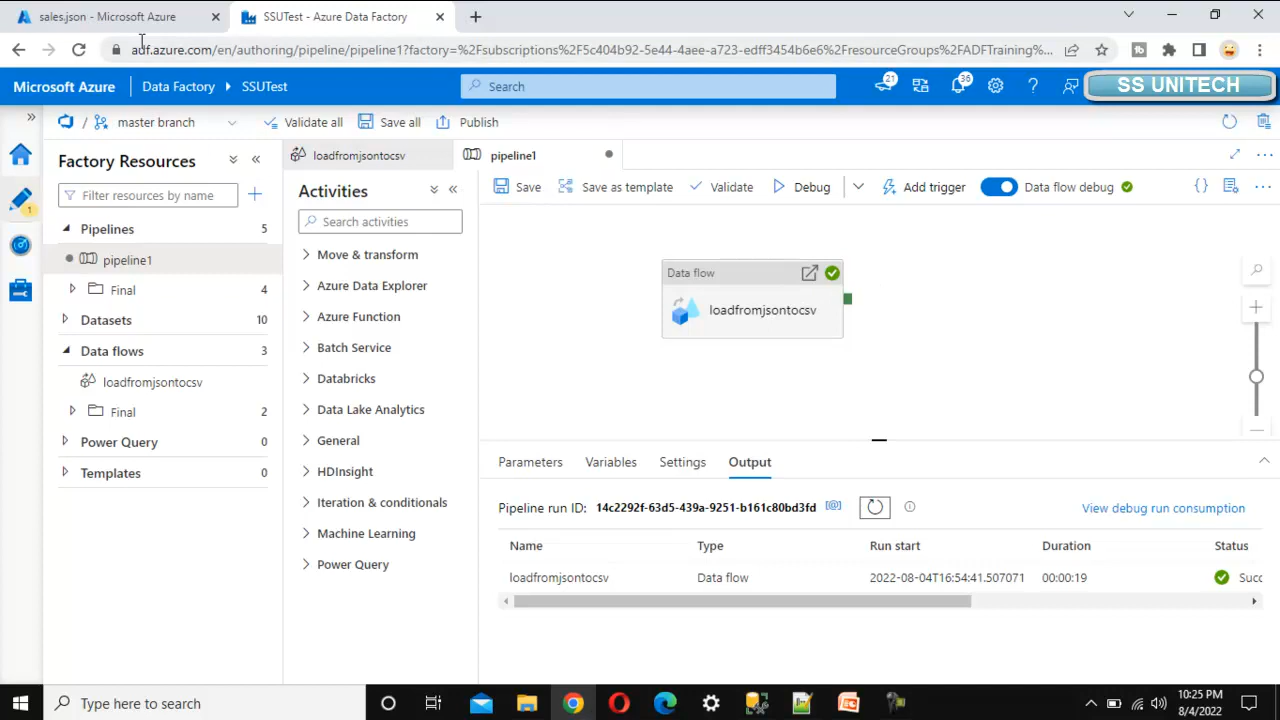 sales.json - Microsoft Azure
SSUTest - Azure Data Factory
adf.azure.com/en/authoring/pipeline/pipeline1?factory=%2Fsubscriptions%2F5c404b92-5e44-4aee-a723-edff3454b6e6%2FresourceGroups%2FADFTraining%...
Microsoft Azure
Data Factory
SSUTest
Search
21
36
SS UNITECH
/
master branch
Validate all
Save all
Publish
Factory Resources
Filter resources by name
Pipelines 5
pipeline1
Final 4
Datasets 10
Data flows 3
loadfromjsontocsv
Final 2
Power Query 0
Templates 0
1
loadfromjsontocsv
pipeline1
Activities
Search activities
Move & transform
Azure Data Explorer
Azure Function
Batch Service
Databricks
Data Lake Analytics
General
HDInsight
Iteration & conditionals
Machine Learning
Power Query
Save
Save as template
Validate
Debug
Add trigger
Data flow debug
{}
Data flow
loadfromjsontocsv
Parameters Variables Settings Output
Pipeline run ID: 14c2292f-63d5-439a-9251-b161c80bd3fd [@]
View debug run consumption
Name Type Run start Duration Status
loadfromjsontocsv Data flow 2022-08-04T16:54:41.507071 00:00:19 Succ
Type here to search
10:25 PM
8/4/2022